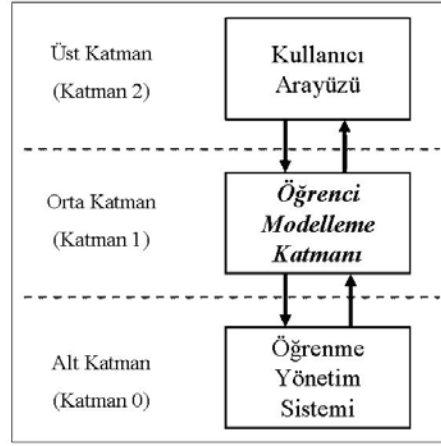 Üst Katman
(Katman 2)
Kullanıcı
Arayüzü
Orta Katman
(Katman 1)
Öğrenci
Modelleme
Katmanı
Alt Katman
(Katman 0)
Öğrenme
Yönetim
Sistemi